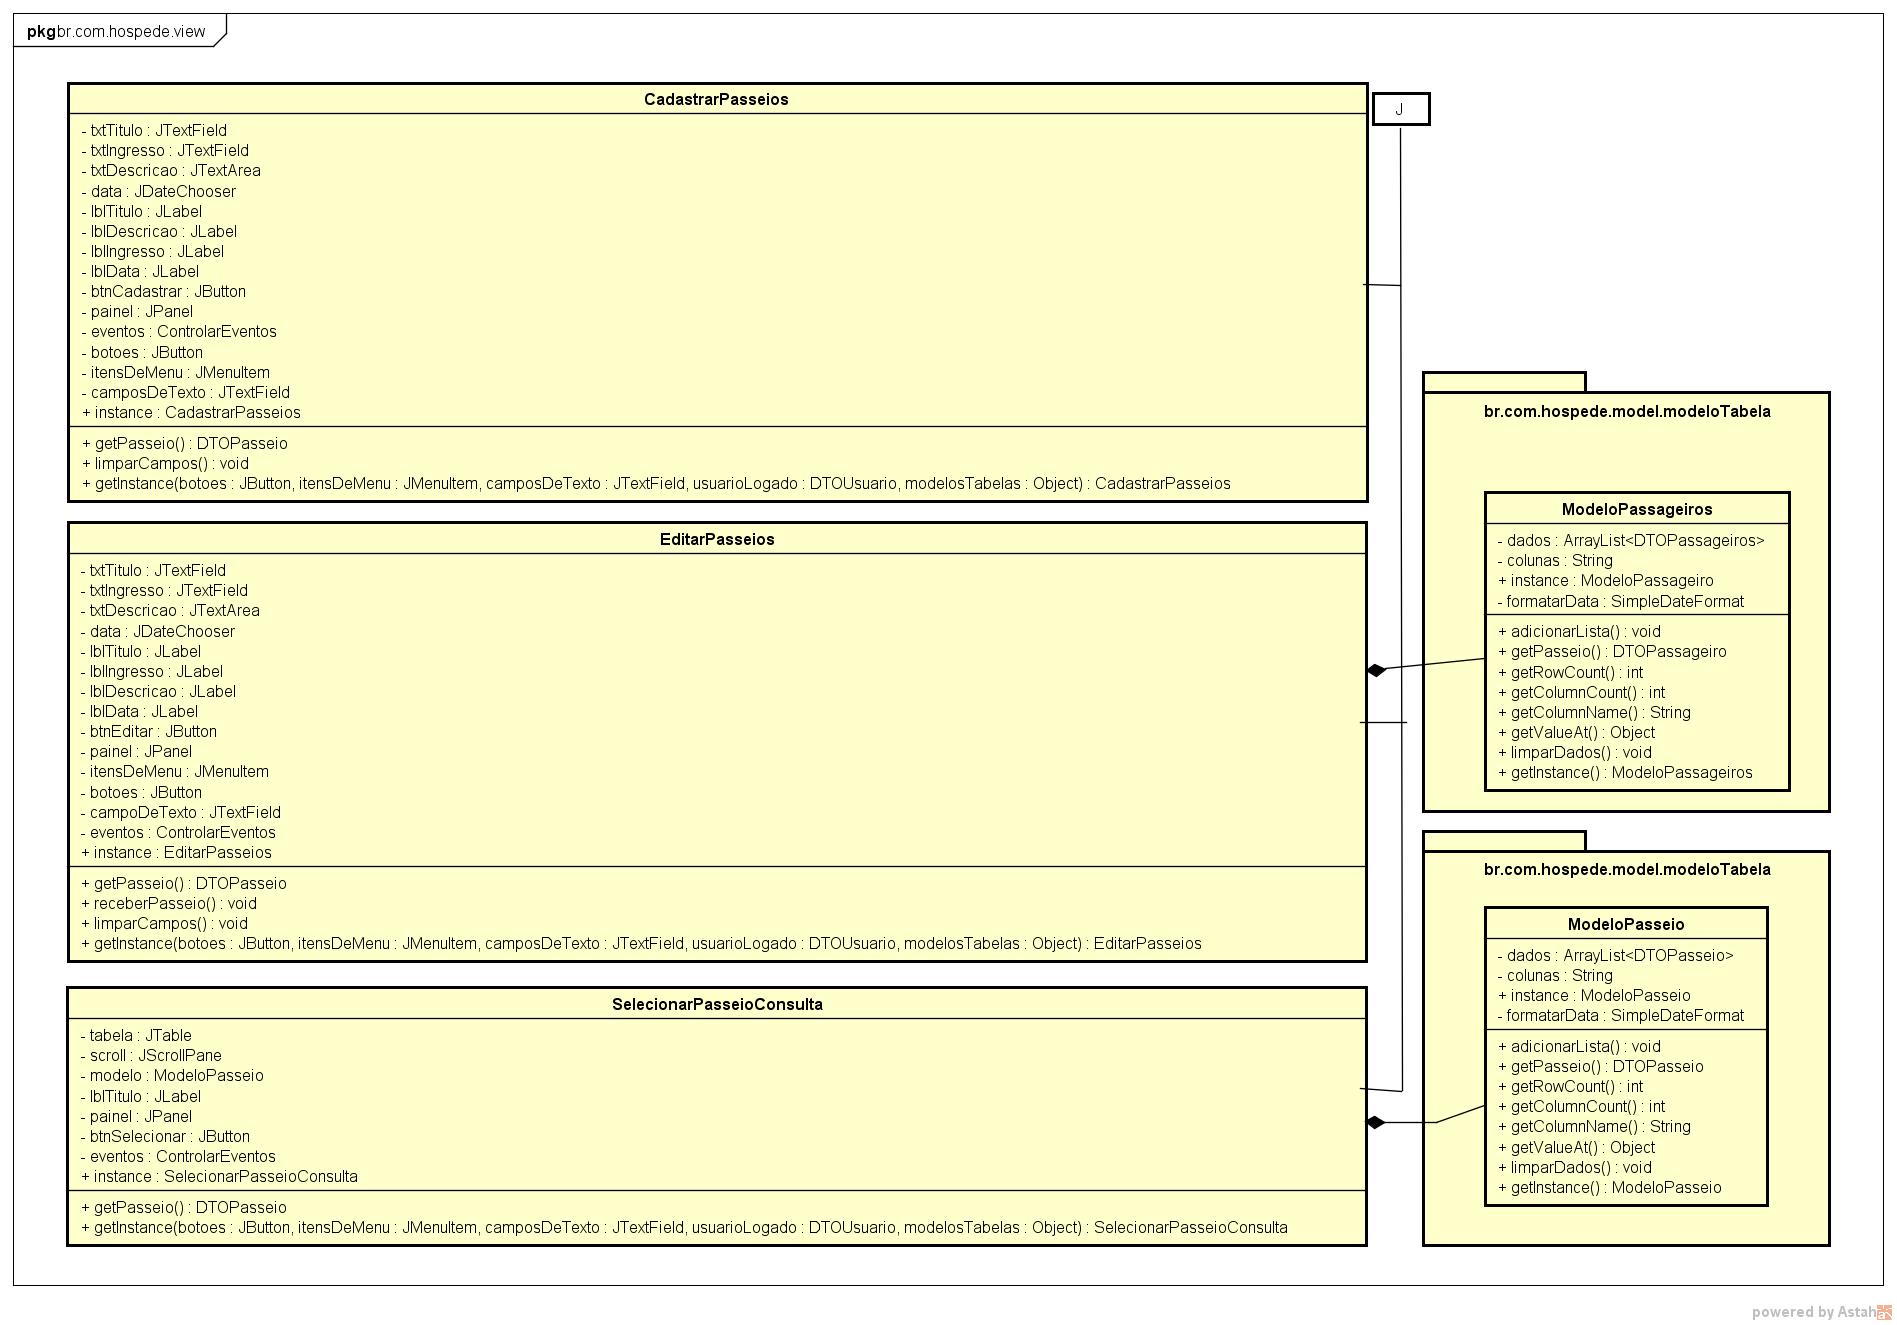 pkgbr.com.hospede.view
CadastrarPasseios
- txtTitulo : JTextField
- txtIngresso : JTextField
- txtDescricao : JTextArea
- data : JDateChooser
- lblTitulo : JLabel
- lblDescricao : JLabel
- lblIngresso : JLabel
- lblData : JLabel
- btnCadastrar : JButton
- painel : JPanel
- eventos : ControlarEventos
- botoes : JButton
- itensDeMenu : JMenuItem
- camposDeTexto : JTextField
+ instance : CadastrarPasseios
+ getPasseio() : DTOPasseio
+ limparCampos() : void
+ getInstance(botoes : JButton, itensDeMenu : JMenuItem, camposDeTexto : JTextField, usuarioLogado : DTOUsuario, modelosTabelas : Object) : CadastrarPasseios
J
EditarPasseios
- txtTitulo : JTextField
- txtIngresso : JTextField
- txtDescricao : JTextArea
- data : JDateChooser
- lblTitulo : JLabel
- lblIngresso : JLabel
- lblDescricao : JLabel
- lblData : JLabel
- btnEditar : JButton
- painel : JPanel
- itensDeMenu : JMenuItem
- botoes : JButton
- campoDeTexto : JTextField
- eventos : ControlarEventos
+ instance : EditarPasseios
+ getPasseio() : DTOPasseio
+ receberPasseio() : void
+ limparCampos() : void
+ getInstance(botoes : JButton, itensDeMenu : JMenuItem, camposDeTexto : JTextField, usuarioLogado : DTOUsuario, modelosTabelas : Object) : EditarPasseios
SelecionarPasseioConsulta
- tabela : JTable
- scroll : JScrollPane
- modelo : ModeloPasseio
- lblTitulo : JLabel
- painel : JPanel
- btnSelecionar : JButton
- eventos : ControlarEventos
+ instance : SelecionarPasseioConsulta
+ getPasseio() : DTOPasseio
+ getInstance(botoes : JButton, itensDeMenu : JMenuItem, camposDeTexto : JTextField, usuarioLogado : DTOUsuario, modelosTabelas : Object) : SelecionarPasseioConsulta
br.com.hospede.model.modeloTabela
ModeloPassageiros
- dados : ArrayList<DTOPassageiros>
- colunas : String
+ instance : ModeloPassageiro
- formatarData : SimpleDateFormat
+ adicionarLista() : void
+ getPasseio() : DTOPassageiro
+ getRowCount() : int
+ getColumnCount() : int
+ getColumnName() : String
+ getValueAt() : Object
+ limparDados() : void
+ getInstance() : ModeloPassageiros
br.com.hospede.model.modeloTabela
ModeloPasseio
- dados : ArrayList<DTOPasseio>
- colunas : String
+ instance : ModeloPasseio
- formatarData : SimpleDateFormat
+ adicionarLista() : void
+ getPasseio() : DTOPasseio
+ getRowCount() : int
+ getColumnCount() : int
+ getColumnName() : String
+ getValueAt() : Object
+ limparDados() : void
+ getInstance() : ModeloPasseio
powered by Astah